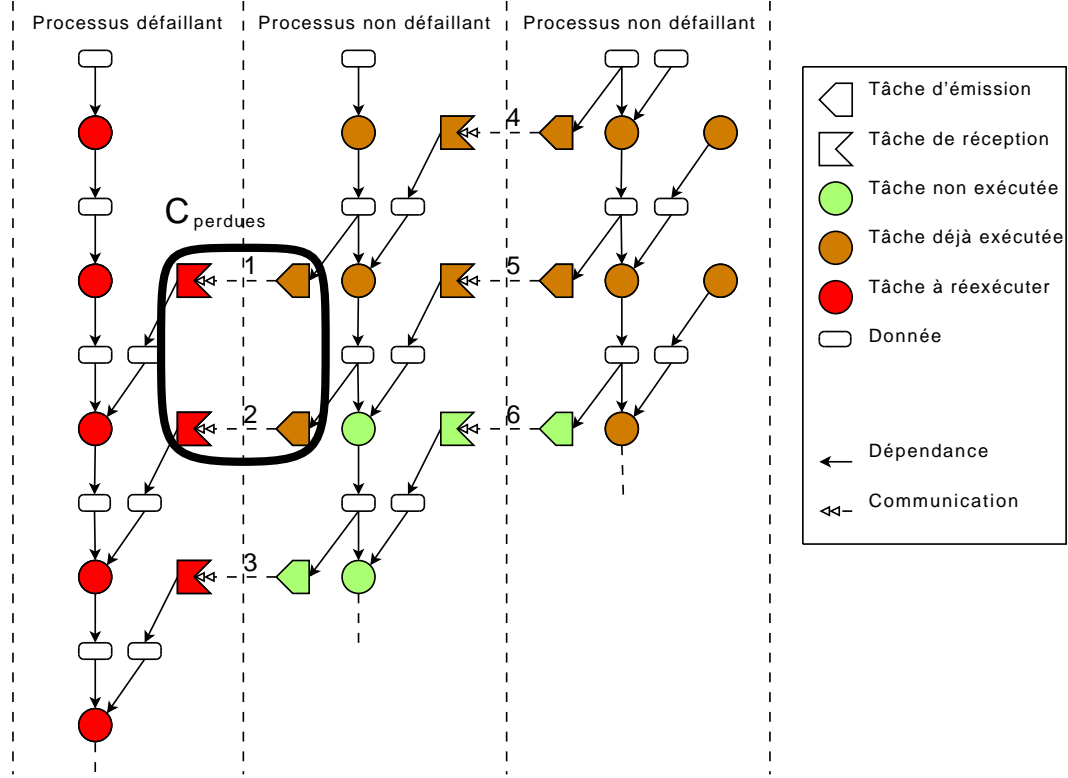 Processus défaillant
Processus non défaillant
Processus non défaillant
4
C perdues
1
5
2
6
3
Tâche d'émission
Tâche de réception
Tâche non exécutée
Tâche déjà exécutée
Tâche à réexécuter
Donnée
Dépendance
Communication